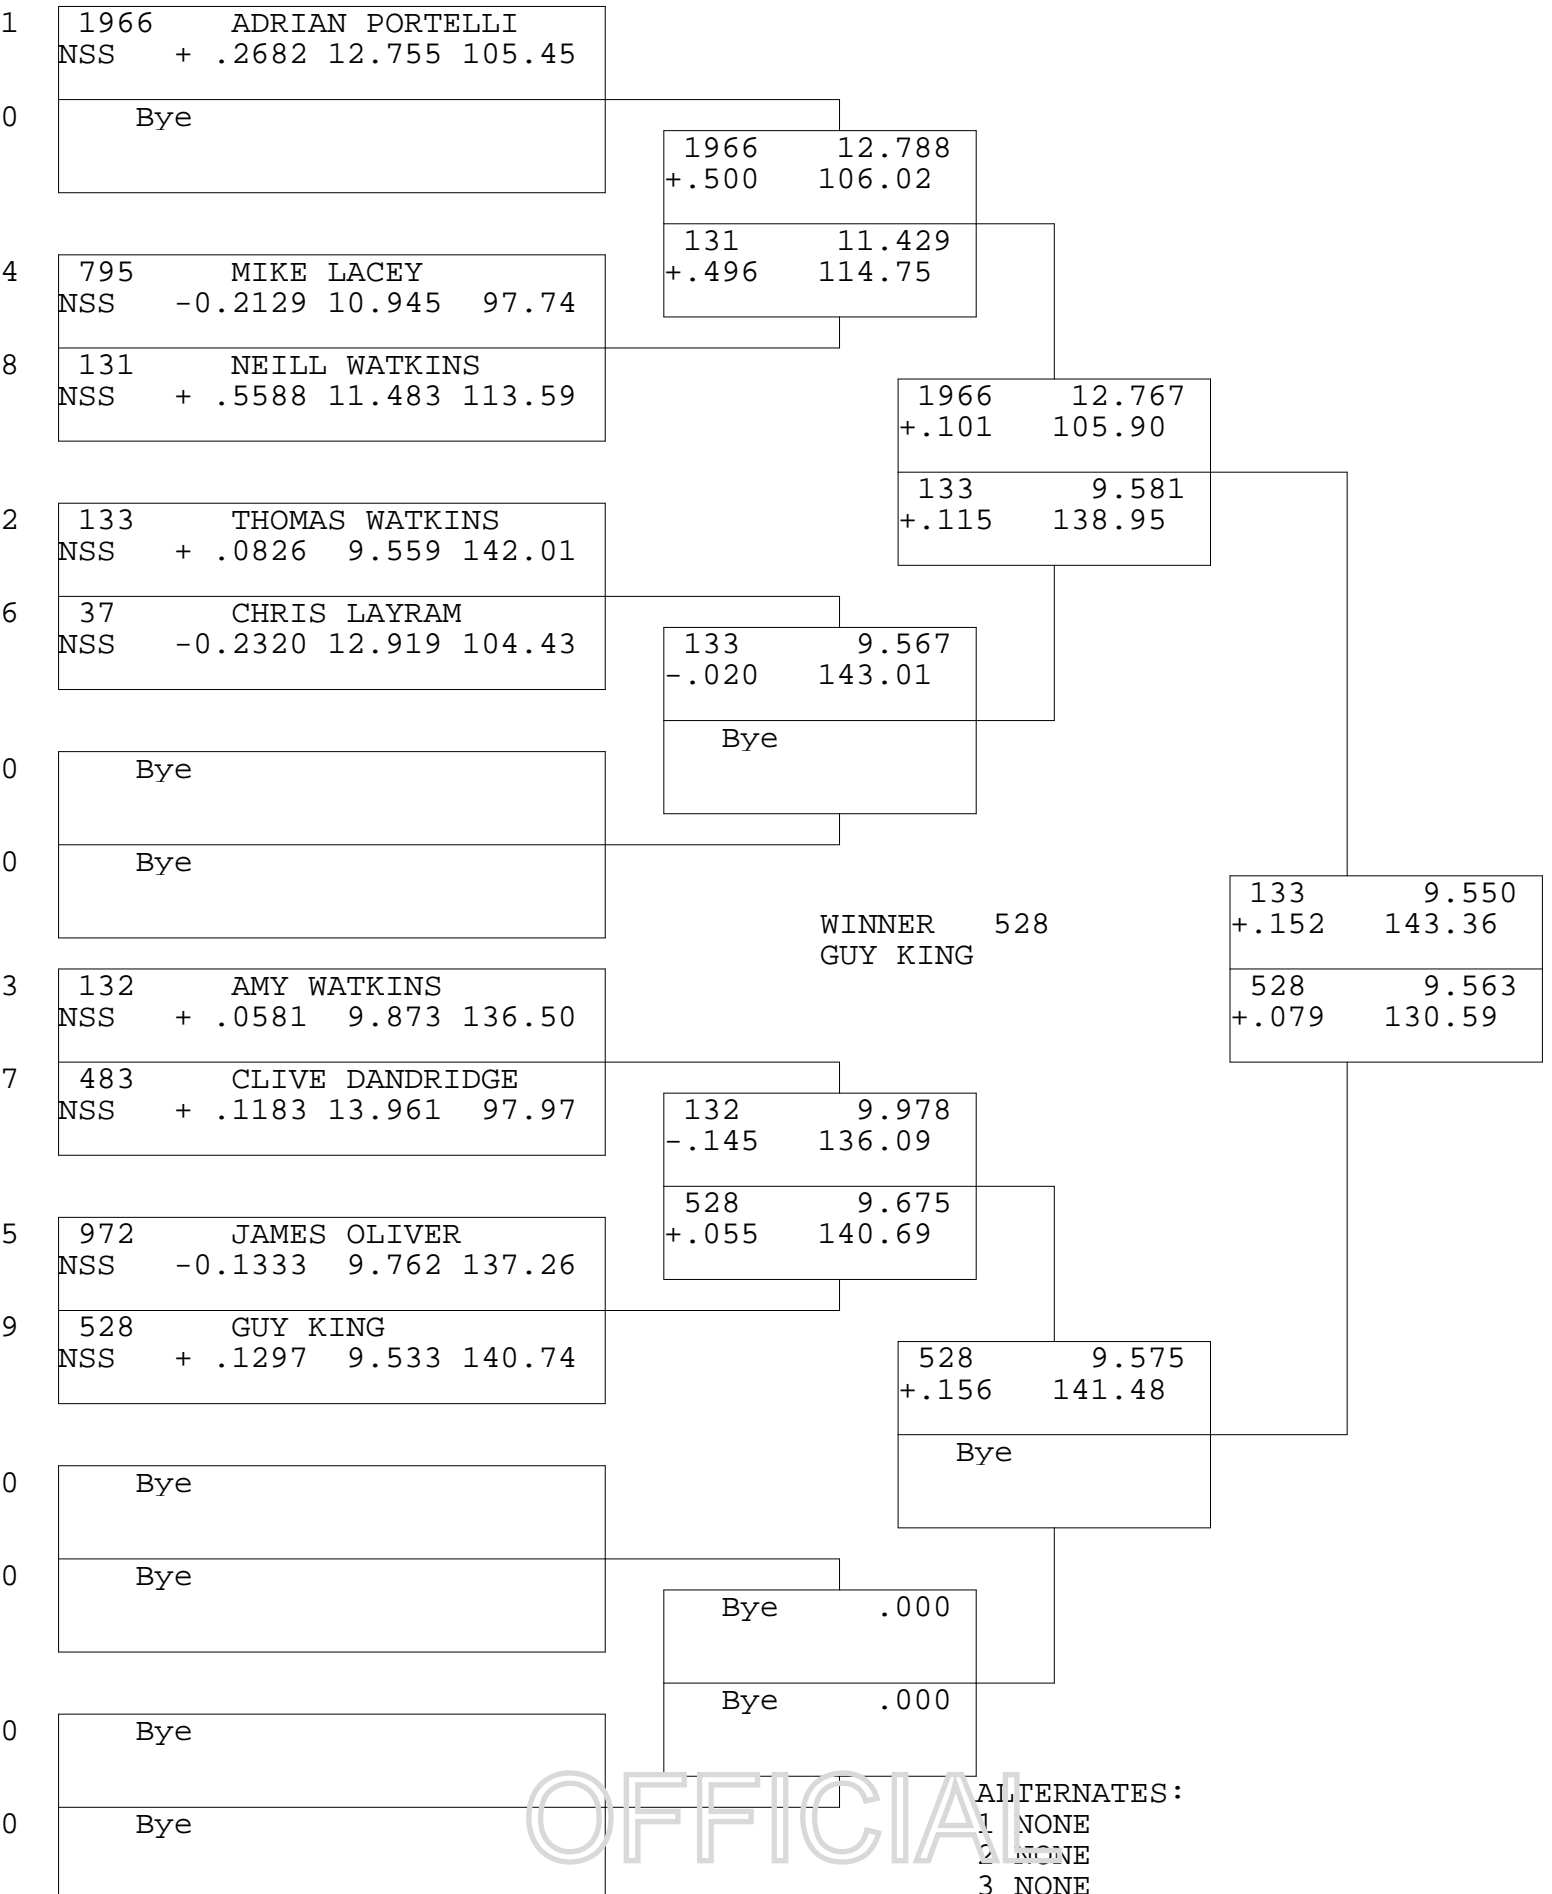 1 1966 ADRIAN PORTELLI
NSS + .2682 12.755 105.45
0 Bye
4 795 MIKE LACEY
NSS -0.2129 10.945 97.74
8 131 NEILL WATKINS
NSS + .5588 11.483 113.59
2 133 THOMAS WATKINS
NSS + .0826 9.559 142.01
6 37 CHRIS LAYRAM
NSS -0.2320 12.919 104.43
0 Bye
0 Bye
3 132 AMY WATKINS
NSS + .0581 9.873 136.50
7 483 CLIVE DANDRIDGE
NSS + .1183 13.961 97.97
5 972 JAMES OLIVER
NSS -0.1333 9.762 137.26
9 528 GUY KING
NSS + .1297 9.533 140.74
0 Bye
0 Bye
0 Bye
0 Bye
1966 12.788
+.500 106.02
131 11.429
+.496 114.75
133 9.567
-.020 143.01
Bye
132 9.978
-.145 136.09
528 9.675
+.055 140.69
Bye .000
Bye .000
1966 12.767
+.101 105.90
133 9.581
+.115 138.95
528 9.575
+.156 141.48
Bye
133 9.550
+.152 143.36
528 9.563
+.079 130.59
WINNER 528
GUY KING
OFFICIAL
ALTERNATES:
1 NONE
2 NONE
3 NONE